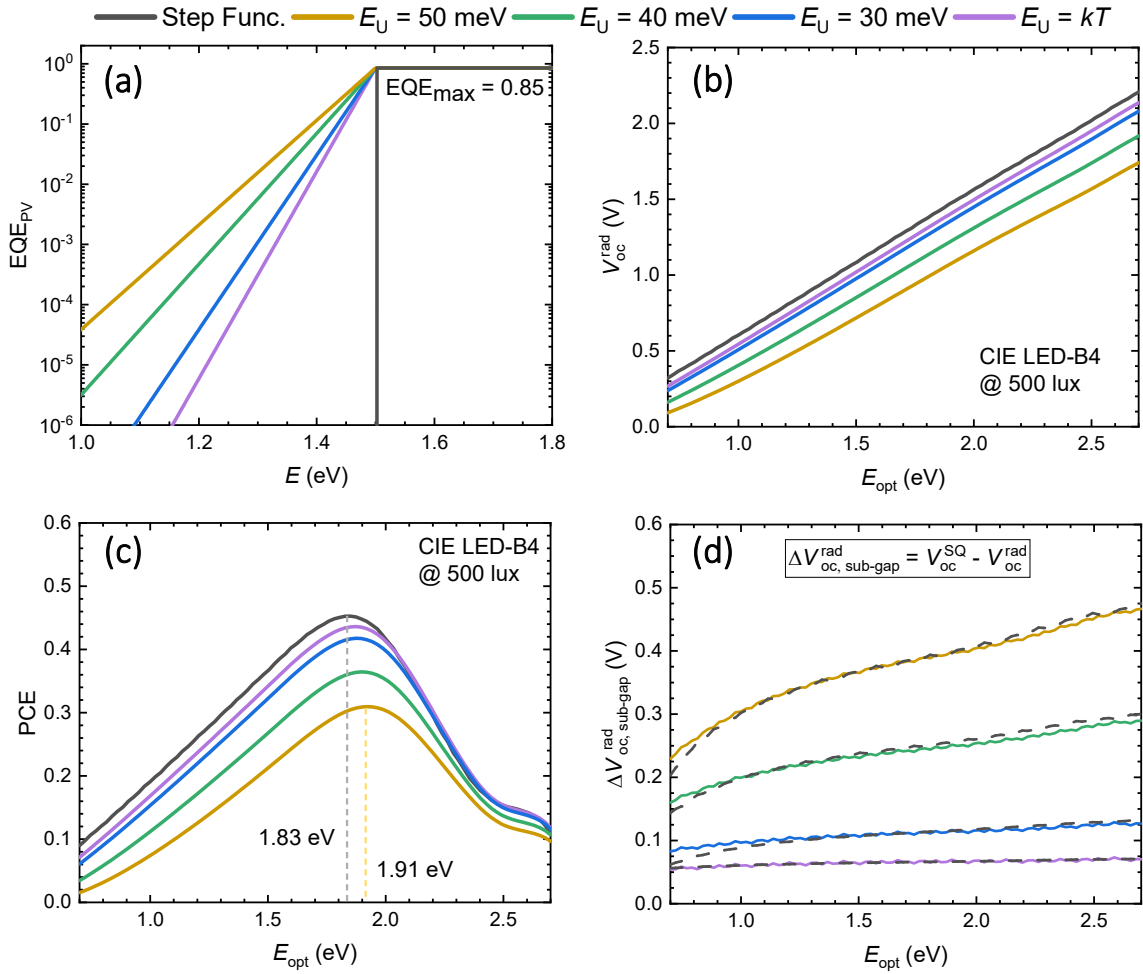 Step Func. E_U = 50 meV E_U = 40 meV E_U = 30 meV E_U = kT
(a)
EQE_max = 0.85
10^0
10^-1
10^-2
10^-3
10^-4
10^-5
10^-6
EQE_PV
1.0 1.2 1.4 1.6 1.8
E (eV)
(b)
2.5
2.0
1.5
1.0
0.5
0.0
V_oc^rad (V)
CIE LED-B4
@ 500 lux
1.0 1.5 2.0 2.5
E_opt (eV)
(c)
CIE LED-B4
@ 500 lux
0.6
0.5
0.4
0.3
0.2
0.1
0.0
PCE
1.83 eV
1.91 eV
1.0 1.5 2.0 2.5
E_opt (eV)
(d)
ΔV_oc, sub-gap^rad = V_oc^SQ - V_oc^rad
0.6
0.5
0.4
0.3
0.2
0.1
0.0
ΔV_oc, sub-gap^rad (V)
1.0 1.5 2.0 2.5
E_opt (eV)